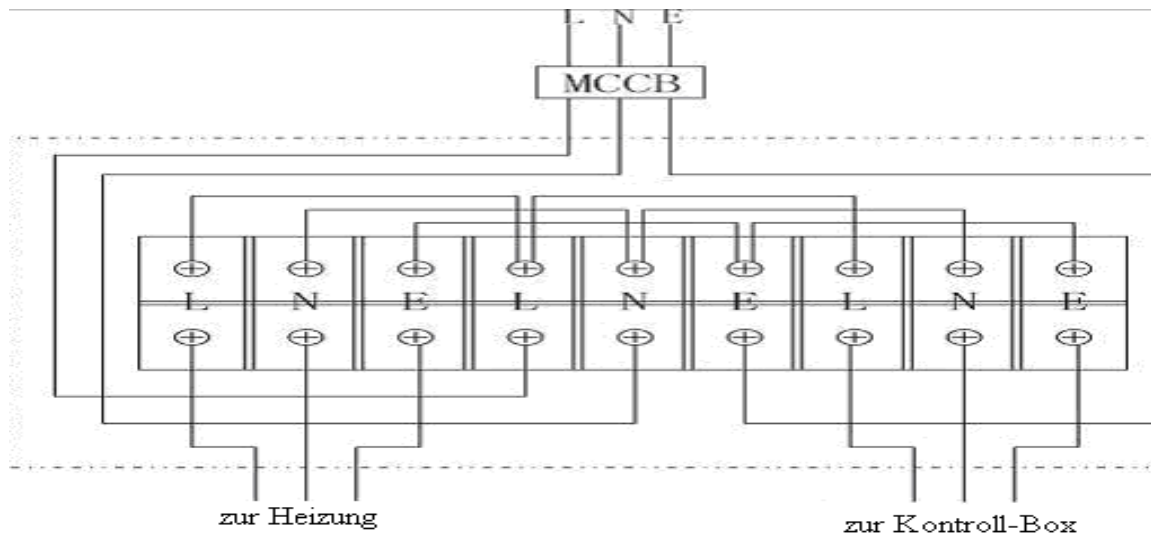 L N E
MCCB
L N E L N E L N E
zur Heizung
zur Kontroll-Box